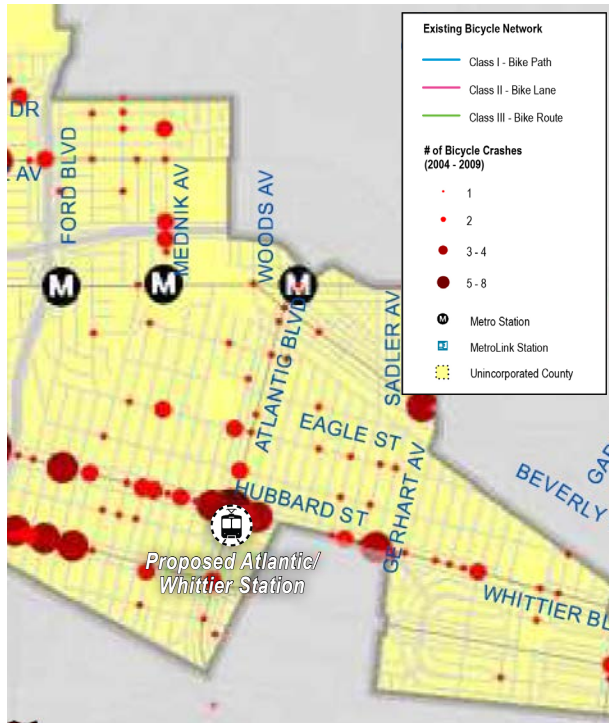 Existing Bicycle Network
Class I - Bike Path
Class II - Bike Lane
Class III - Bike Route
# of Bicycle Crashes
(2004 - 2009)
1
2
3 - 4
5 - 8
M
Metro Station
MetroLink Station
Unincorporated County
DR
AV
FORD BLVD
MEDNIK AV
WOODS AV
M
M
M
ATLANTIC BLVD
SADLER AV
EAGLE ST
GERHART AV
BEVERLY
HUBBARD ST
Proposed Atlantic/
Whittier Station
WHITTIER BL